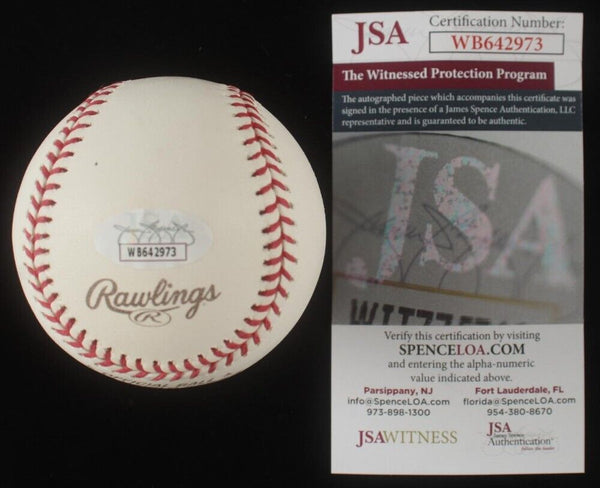 WB642973
Rawlings
R
JSA
Certification Number:
WB642973
The Witnessed Protection Program
The autographed piece which accompanies this certificate was
signed in the presence of a James Spence Authentication, LLC
representative and is guaranteed to be authentic.
JSA
Verify this certification by visiting
SPENCELOA.COM
and entering the alpha-numeric
value indicated above.
Parsippany, NJ
info@SpenceLOA.com
973-898-1300
Fort Lauderdale, FL
florida@SpenceLOA.com
954-380-8670
JSAWITNESS
JSA
James Spence
Authentication